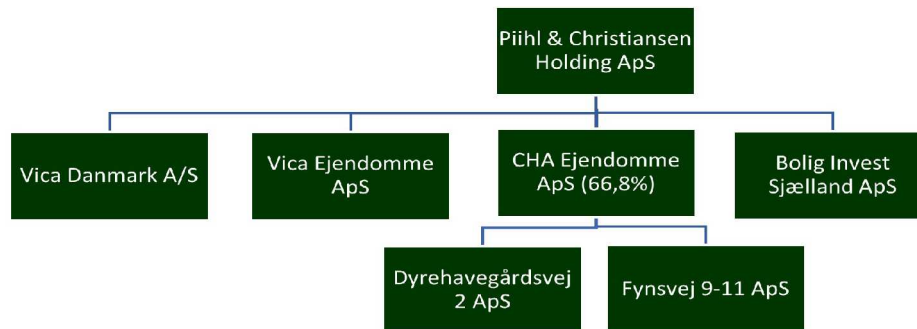 Piihl & Christiansen
Holding ApS
Vica Danmark A/S
Vica Ejendomme
ApS
CHA Ejendomme
ApS (66,8%)
Bolig Invest
Sjælland ApS
Dyrehavegårdsvej
2 ApS
Fynsvej 9-11 ApS